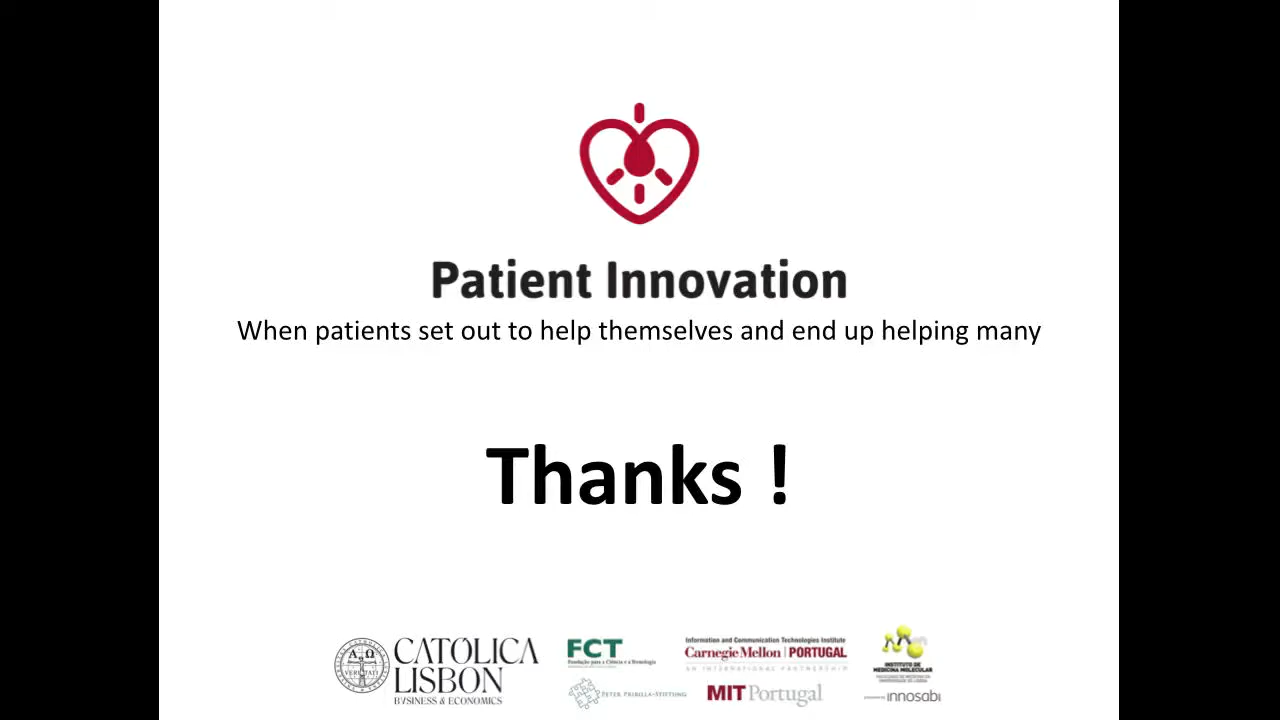 Patient Innovation
When patients set out to help themselves and end up helping many
Thanks !
CATÓLICA
LISBON
BUSINESS & ECONOMICS
FCT
Fundação para a Ciência e a Tecnologia
PETER PRIBILLA-STIFTUNG
Information and Communication Technologies Institute
Carnegie Mellon | PORTUGAL
AN INTERNATIONAL PARTNERSHIP
MIT Portugal
INSTITUTO DE
MEDICINA MOLECULAR
powered by innosabi